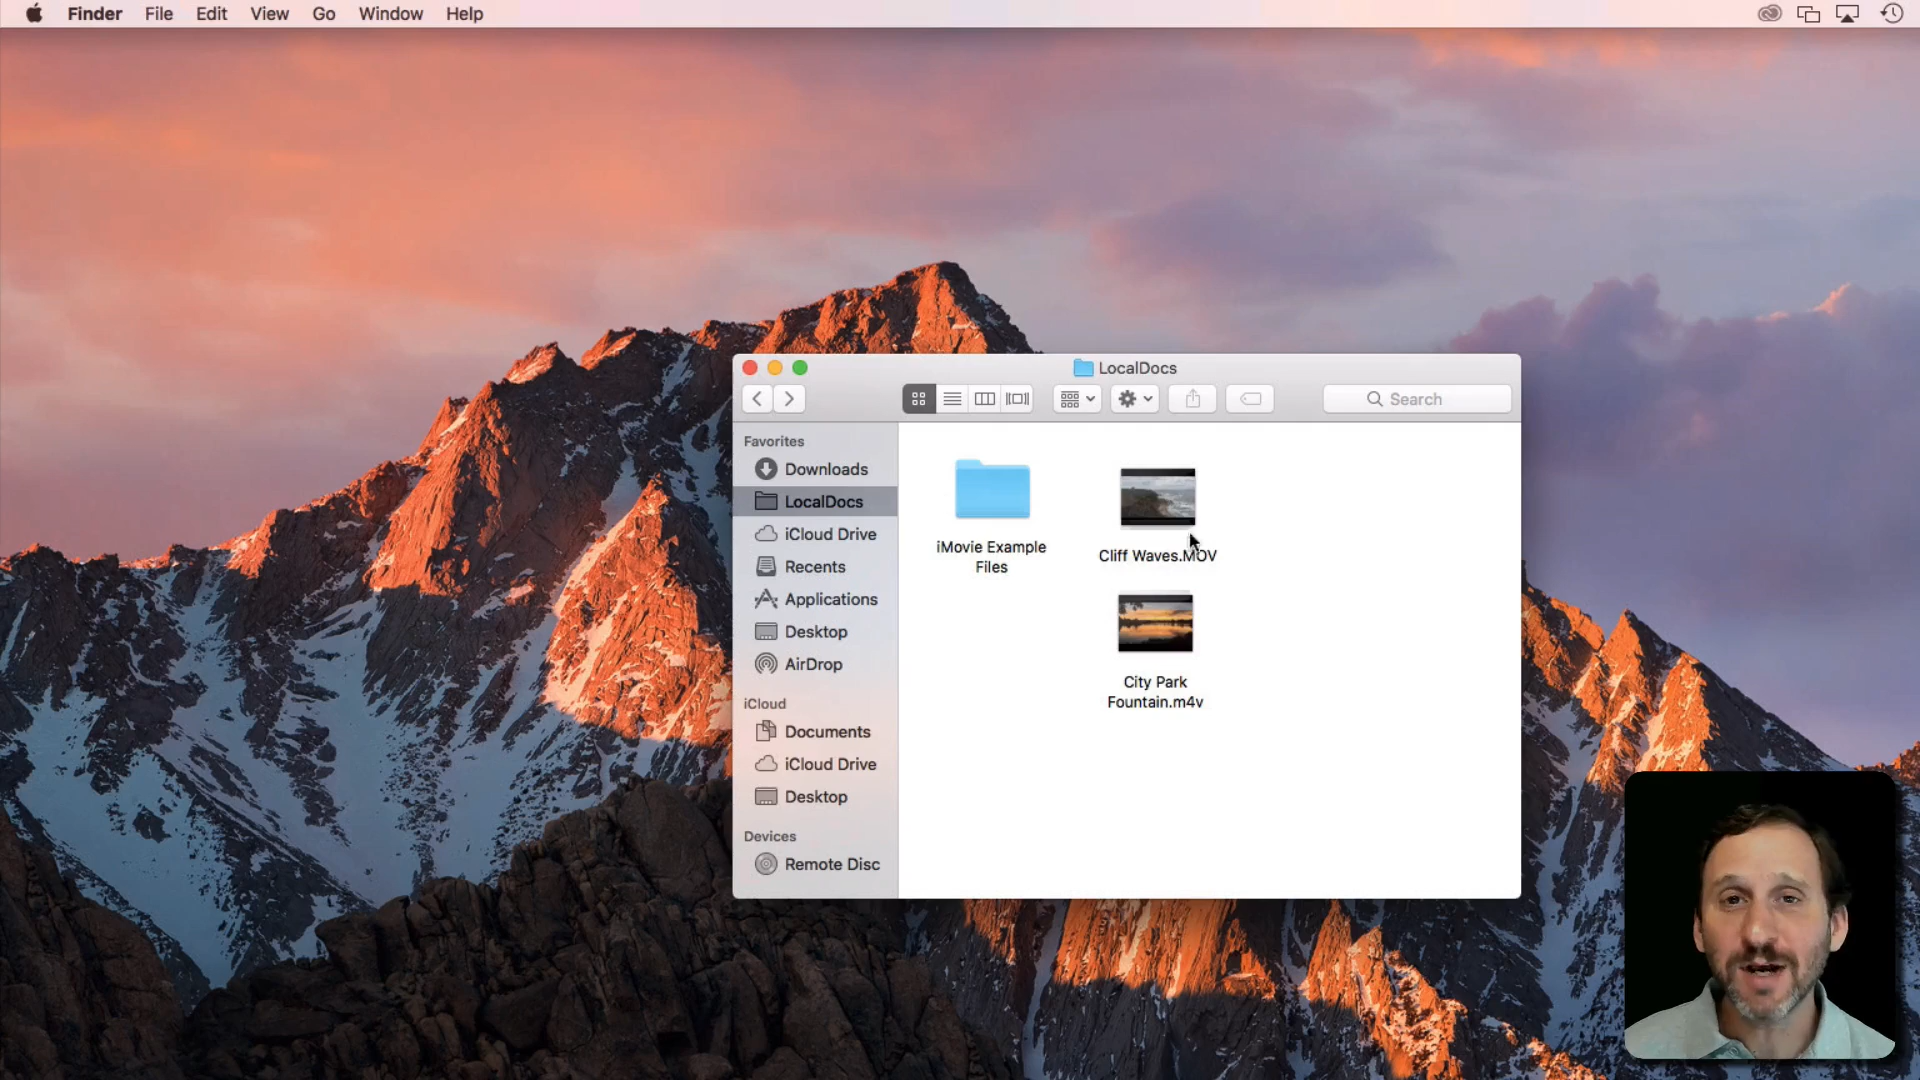 Finder File Edit View Go Window Help
LocalDocs
Search
Favorites
Downloads
LocalDocs
iCloud Drive
Recents
Applications
Desktop
AirDrop
iCloud
Documents
iCloud Drive
Desktop
Devices
Remote Disc
iMovie Example
Files
Cliff Waves.MOV
City Park
Fountain.m4v